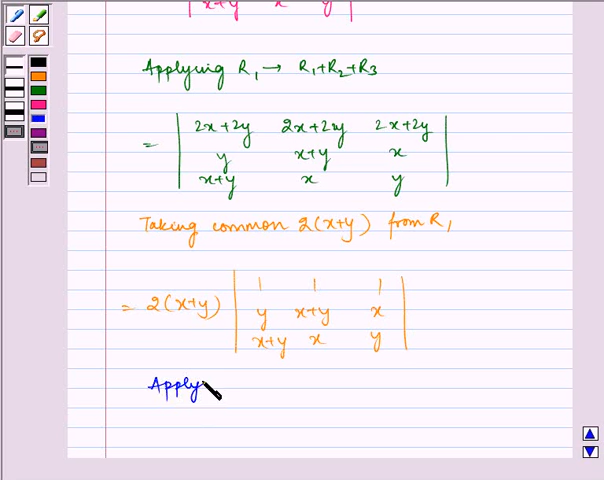 x+y x y
Applying R₁ → R₁+R₂+R₃
= | 2x+2y 2x+2y 2x+2y |
| y x+y x |
| x+y x y |
Taking common 2(x+y) from R₁
= 2(x+y) | 1 1 1 |
| y x+y x |
| x+y x y |
Apply